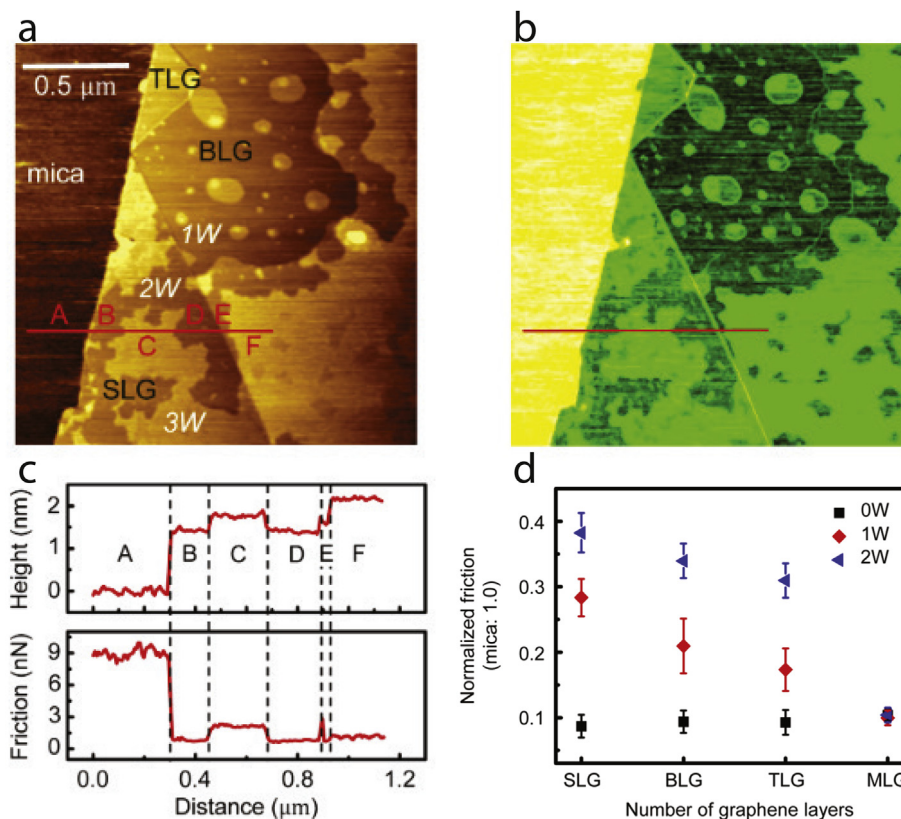 a
0.5 μm
TLG
BLG
mica
1W
2W
A B D E
C F
SLG
3W
b
c
Height (nm)
2
1
0
A B C D E F
Friction (nN)
9
6
3
0
0.0 0.4 0.8 1.2
Distance (μm)
d
Normalized friction
(mica: 1.0)
0.4
0.3
0.2
0.1
0W
1W
2W
SLG BLG TLG MLG
Number of graphene layers